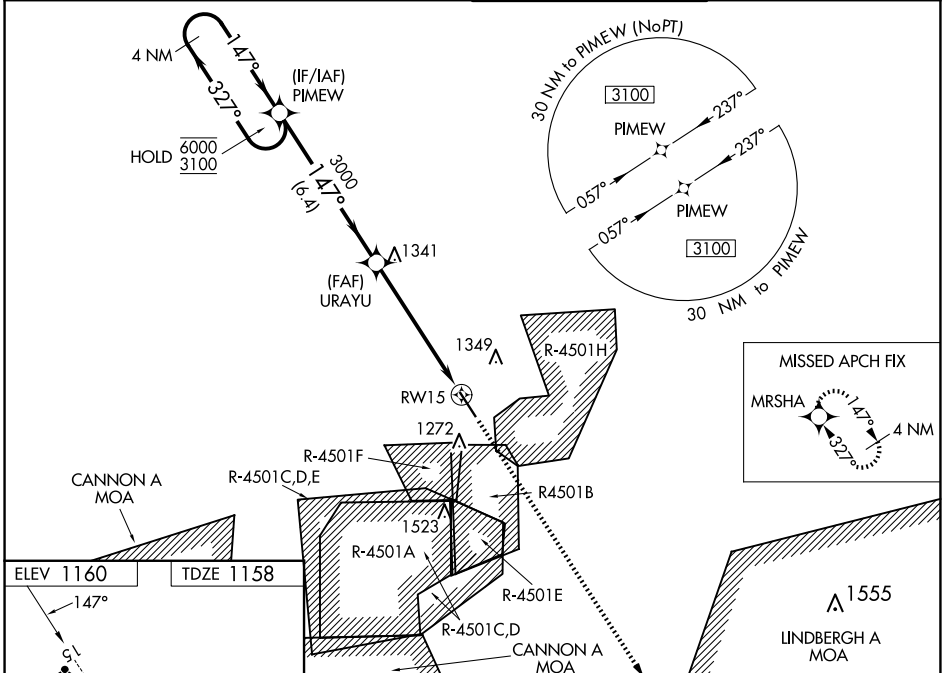 4 NM
147°
327°
(IF/IAF)
PIMEW
HOLD
6000
3100
3000
147°
(6.4)
(FAF)
URAYU
1341
30 NM to PIMEW (NoPT)
3100
PIMEW
237°
057°
237°
PIMEW
057°
3100
30 NM to PIMEW
1349
R-4501H
RW15
MISSED APCH FIX
MRSHA
147°
4 NM
327°
1272
R-4501F
R-4501C,D,E
CANNON A
MOA
R4501B
1523
R-4501A
R-4501E
R-4501C,D
CANNON A
MOA
1555
LINDBERGH A
MOA
ELEV 1160
TDZE 1158
147°
15